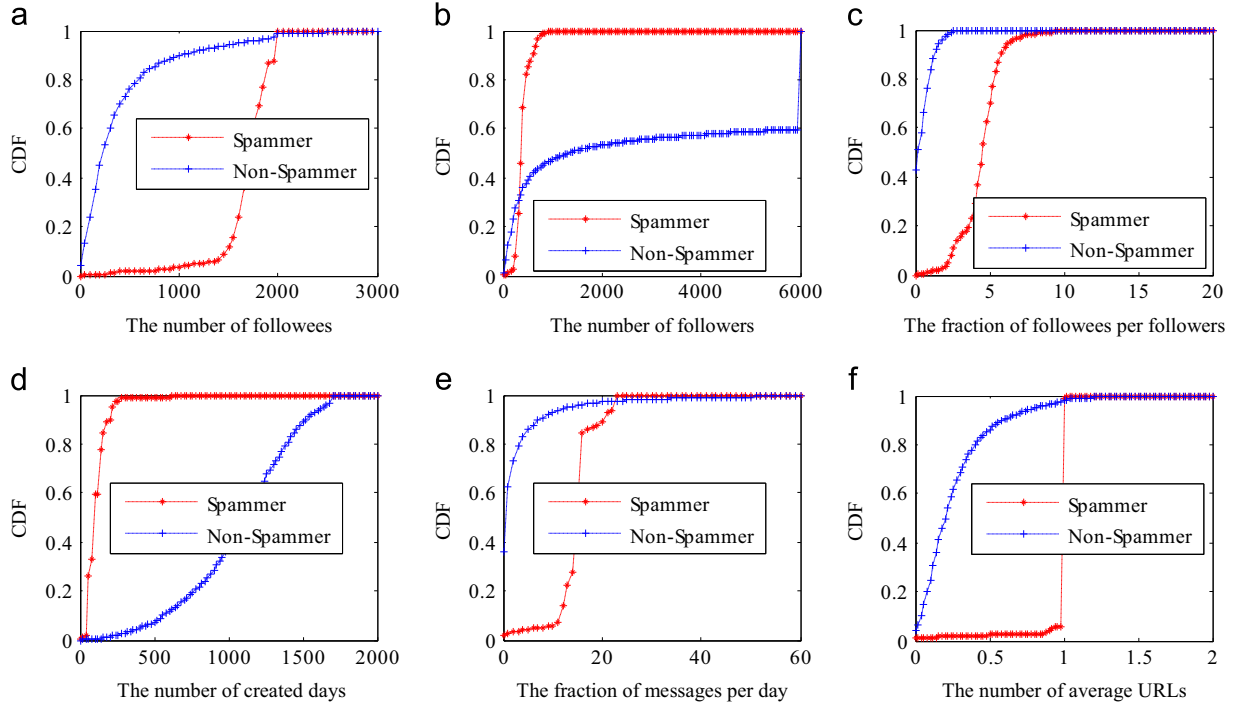 a
1
0.8
0.6
0.4
0.2
0
CDF
Spammer
Non-Spammer
0
1000
2000
3000
The number of followees
b
1
0.8
0.6
0.4
0.2
0
CDF
Spammer
Non-Spammer
0
2000
4000
6000
The number of followers
c
1
0.8
0.6
0.4
0.2
0
CDF
Spammer
Non-Spammer
0
5
10
15
20
The fraction of followees per followers
d
1
0.8
0.6
0.4
0.2
0
CDF
Spammer
Non-Spammer
0
500
1000
1500
2000
The number of created days
e
1
0.8
0.6
0.4
0.2
0
CDF
Spammer
Non-Spammer
0
20
40
60
The fraction of messages per day
f
1
0.8
0.6
0.4
0.2
0
CDF
Spammer
Non-Spammer
0
0.5
1
1.5
2
The number of average URLs